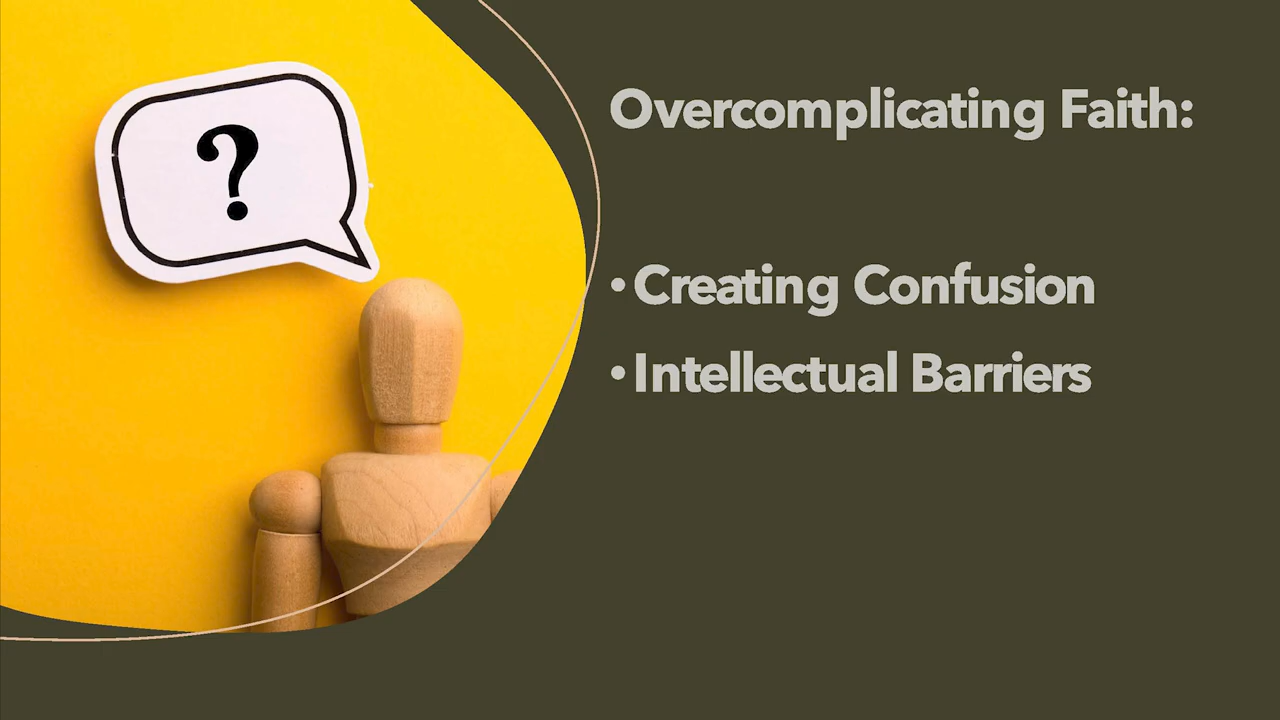 ?
Overcomplicating Faith:
• Creating Confusion
• Intellectual Barriers